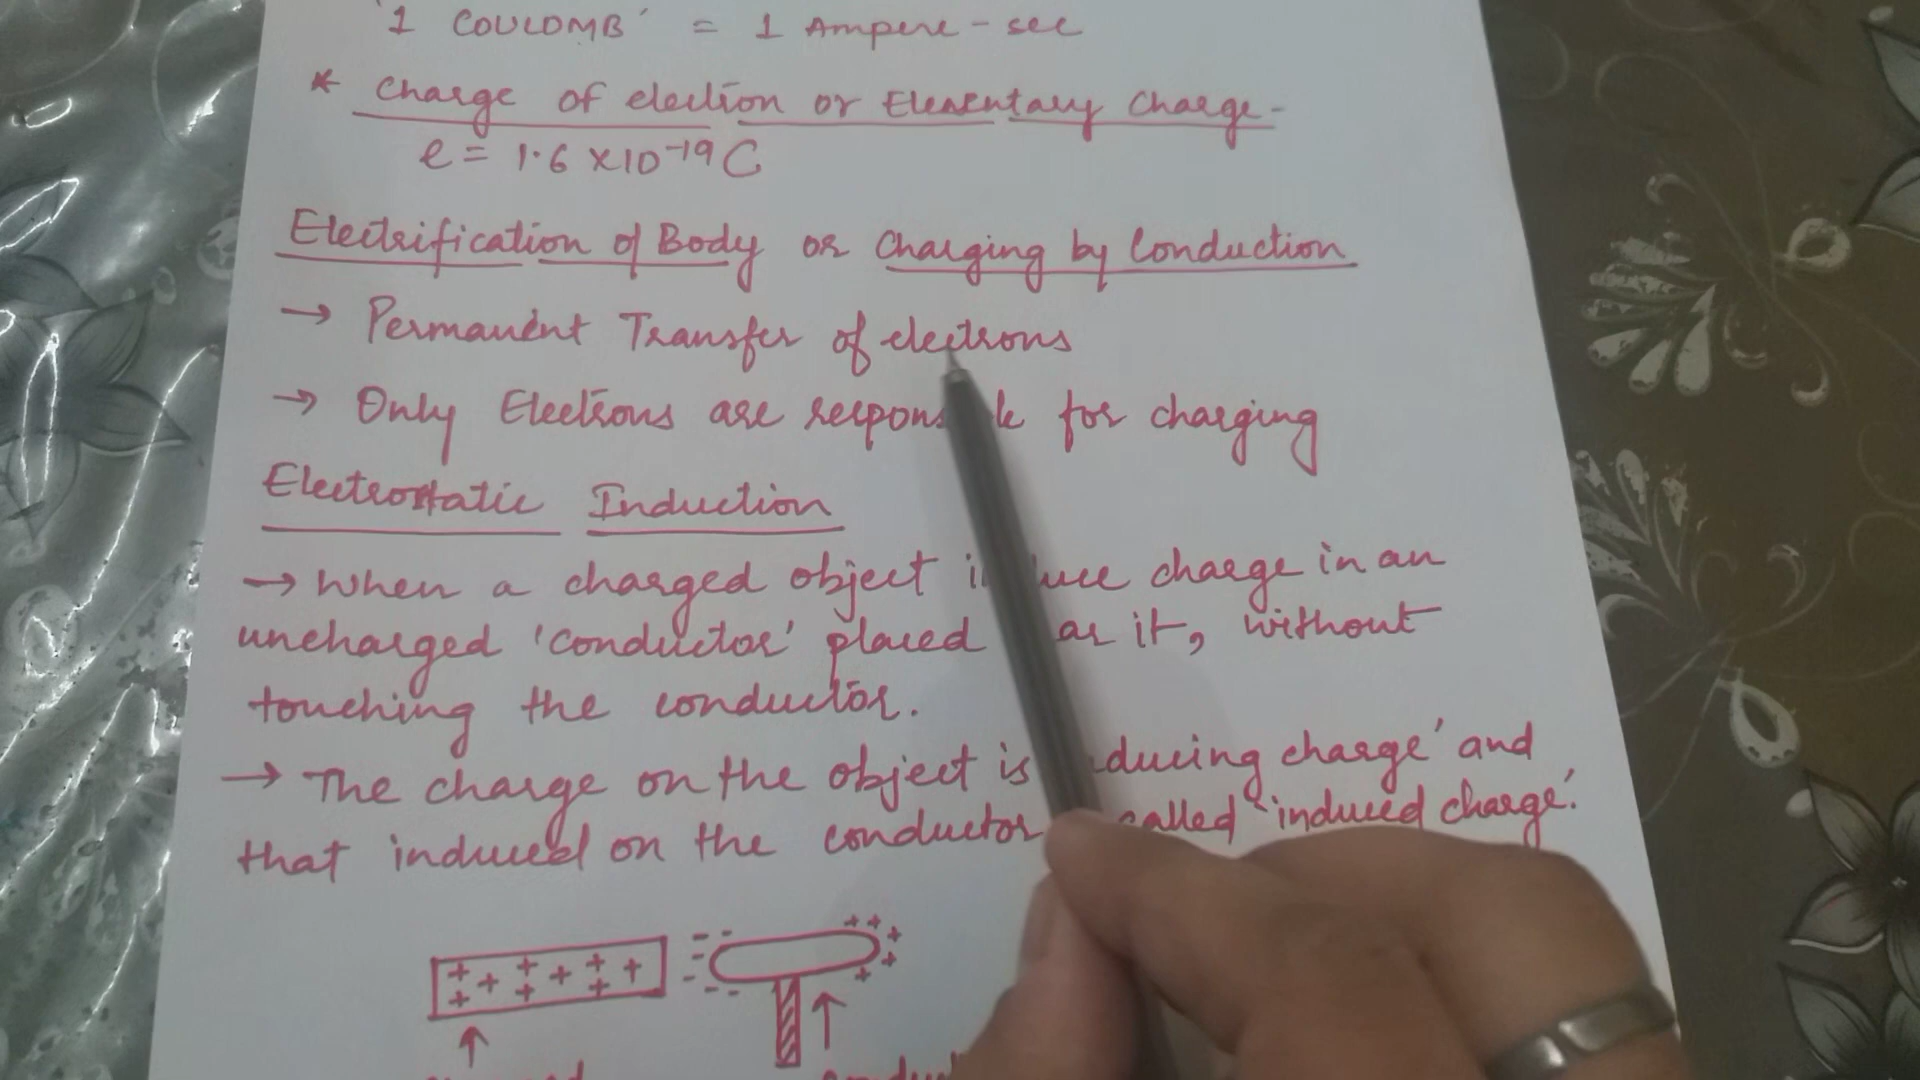 '1 COULOMB' = 1 Ampere-sec
* Charge of election or Elementary Charge-
e = 1.6 x10-19 C
Electrification of Body or Charging by Conduction
→ Permanent Transfer of electrons
→ Only Electrons are for charging
Electrostatic Induction
→ When a charged object charge in an
uncharged 'conductor' placed it, without
touching the conductor.
→ The charge on the object is charge' and
that induced on the conductor called 'induced charge'.
+ + + + + + + + + - - - - - - - + + + + +